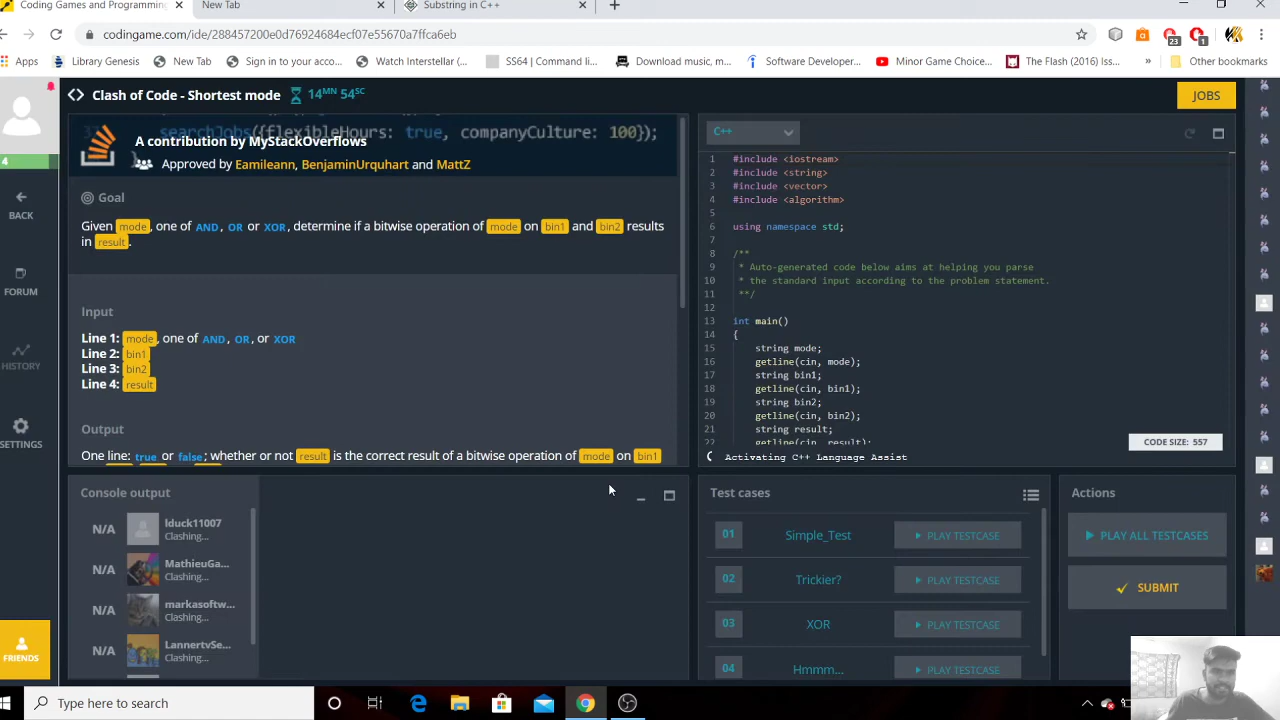 Coding Games and Programming
New Tab
Substring in C++
codingame.com/ide/288457200e0d76924684ecf07e55670a7ffca6eb
23
1
Apps
Library Genesis
New Tab
Sign in to your acco...
Watch Interstellar (...
SS64 | Command li...
Download music, m...
Software Developer...
Minor Game Choice...
The Flash (2016) Iss...
»
Other bookmarks
Clash of Code - Shortest mode
14MN 54SC
JOBS
searchJobs({flexibleHours: true, companyCulture: 100});
A contribution by MyStackOverflows
Approved by Eamileann, BenjaminUrquhart and MattZ
4
BACK
FORUM
HISTORY
SETTINGS
FRIENDS
Goal
Given mode, one of AND, OR or XOR, determine if a bitwise operation of mode on bin1 and bin2 results
in result.
Input
Line 1: mode, one of AND, OR, or XOR
Line 2: bin1
Line 3: bin2
Line 4: result
Output
One line: true or false; whether or not result is the correct result of a bitwise operation of mode on bin1
C++
1 #include <iostream>
2 #include <string>
3 #include <vector>
4 #include <algorithm>
5
6 using namespace std;
7
8 /**
9 * Auto-generated code below aims at helping you parse
10 * the standard input according to the problem statement.
11 **/
12
13 int main()
14 {
15 string mode;
16 getline(cin, mode);
17 string bin1;
18 getline(cin, bin1);
19 string bin2;
20 getline(cin, bin2);
21 string result;
22 getline(cin, result);
CODE SIZE: 557
Activating C++ Language Assist
Console output
N/A
lduck11007
Clashing...
N/A
MathieuGa...
Clashing...
N/A
markasoftw...
Clashing...
N/A
LannertvSe...
Clashing...
Test cases
01 Simple_Test PLAY TESTCASE
02 Trickier? PLAY TESTCASE
03 XOR PLAY TESTCASE
04 Hmmm... PLAY TESTCASE
Actions
PLAY ALL TESTCASES
SUBMIT
Type here to search